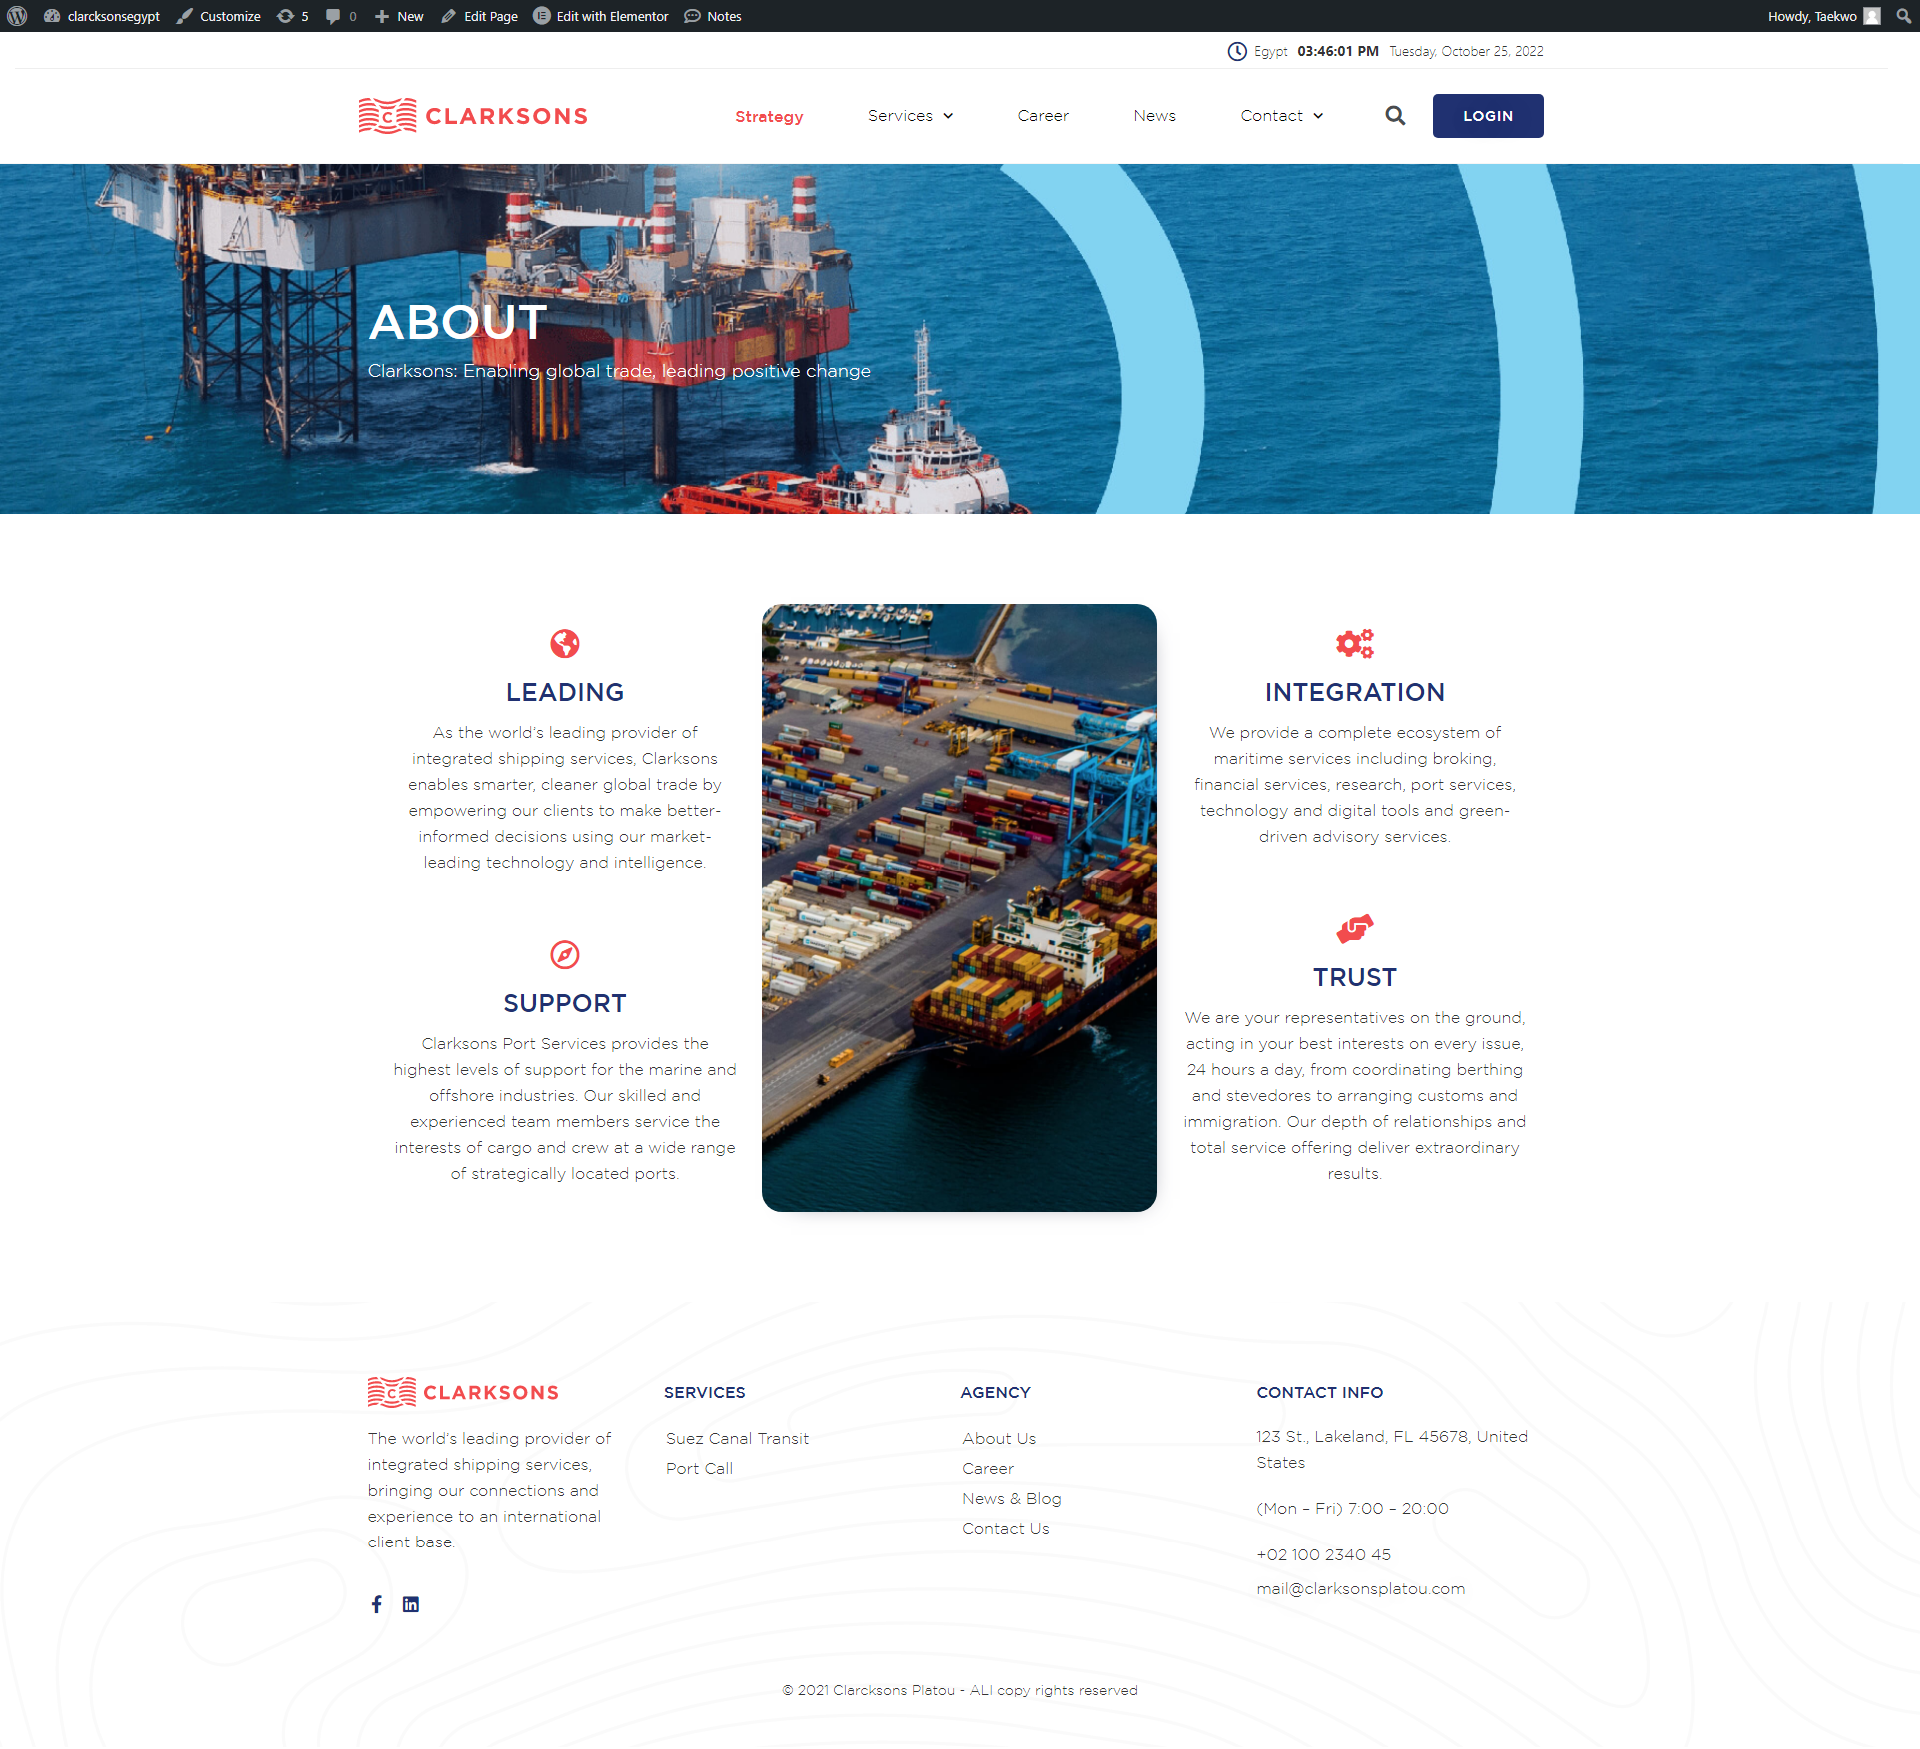 clarcksonsegypt Customize 5 0 New Edit Page Edit with Elementor Notes Howdy, Taekwo
Egypt 03:46:01 PM Tuesday, October 25, 2022
C CLARKSONS Strategy Services Career News Contact LOGIN
ABOUT
Clarksons: Enabling global trade, leading positive change
LEADING
As the world's leading provider of
integrated shipping services, Clarksons
enables smarter, cleaner global trade by
empowering our clients to make better-
informed decisions using our market-
leading technology and intelligence.
SUPPORT
Clarksons Port Services provides the
highest levels of support for the marine and
offshore industries. Our skilled and
experienced team members service the
interests of cargo and crew at a wide range
of strategically located ports.
INTEGRATION
We provide a complete ecosystem of
maritime services including broking,
financial services, research, port services,
technology and digital tools and green-
driven advisory services.
TRUST
We are your representatives on the ground,
acting in your best interests on every issue,
24 hours a day, from coordinating berthing
and stevedores to arranging customs and
immigration. Our depth of relationships and
total service offering deliver extraordinary
results.
C CLARKSONS
The world's leading provider of
integrated shipping services,
bringing our connections and
experience to an international
client base.
SERVICES
Suez Canal Transit
Port Call
AGENCY
About Us
Career
News & Blog
Contact Us
CONTACT INFO
123 St., Lakeland, FL 45678, United
States
(Mon – Fri) 7:00 – 20:00
+02 100 2340 45
mail@clarksonsplatou.com
© 2021 Clarcksons Platou - ALl copy rights reserved